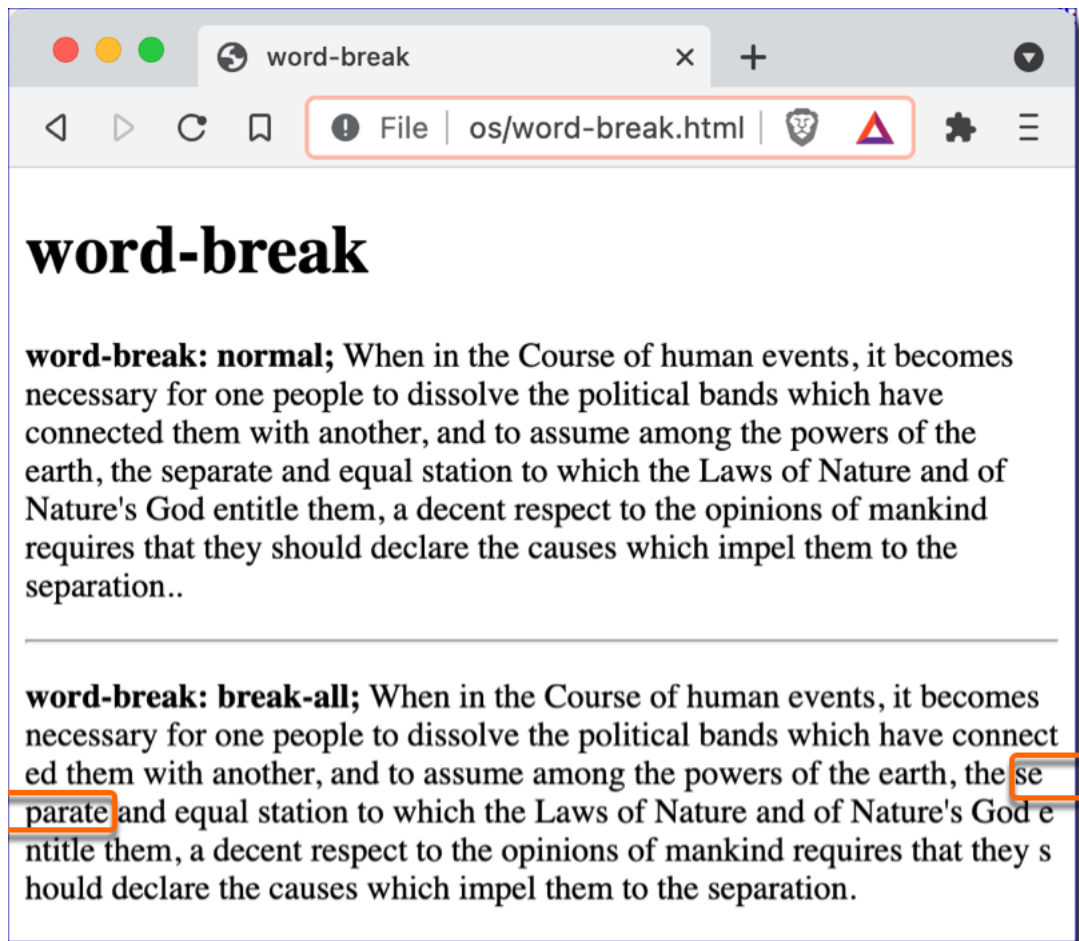 word-break
File os/word-break.html
word-break
word-break: normal; When in the Course of human events, it becomes
necessary for one people to dissolve the political bands which have
connected them with another, and to assume among the powers of the
earth, the separate and equal station to which the Laws of Nature and of
Nature's God entitle them, a decent respect to the opinions of mankind
requires that they should declare the causes which impel them to the
separation..
word-break: break-all; When in the Course of human events, it becomes
necessary for one people to dissolve the political bands which have connect
ed them with another, and to assume among the powers of the earth, the se
parate and equal station to which the Laws of Nature and of Nature's God e
ntitle them, a decent respect to the opinions of mankind requires that they s
hould declare the causes which impel them to the separation.